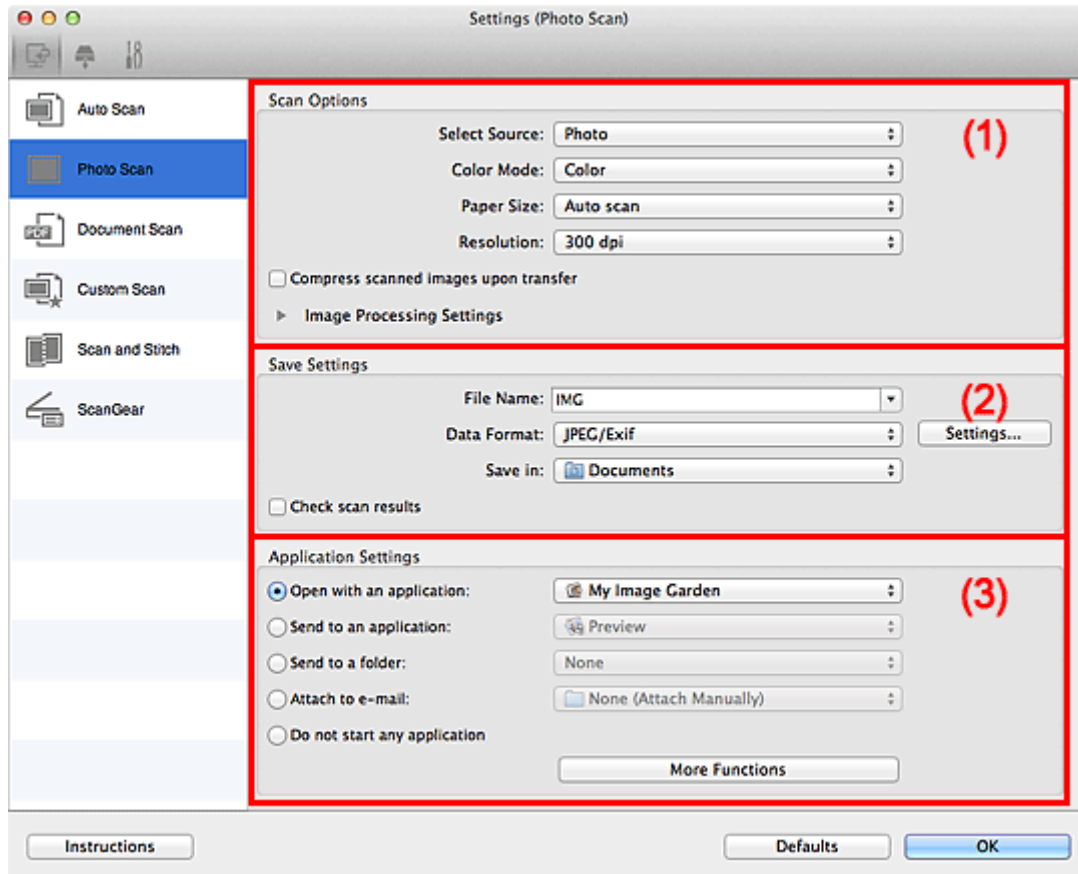 Settings (Photo Scan)
Auto Scan
Photo Scan
Document Scan
Custom Scan
Scan and Stitch
ScanGear
Scan Options
(1)
Select Source: Photo
Color Mode: Color
Paper Size: Auto scan
Resolution: 300 dpi
Compress scanned images upon transfer
Image Processing Settings
Save Settings
(2)
File Name: IMG
Data Format: JPEG/Exif Settings...
Save in: Documents
Check scan results
Application Settings
(3)
Open with an application: My Image Garden
Send to an application: Preview
Send to a folder: None
Attach to e-mail: None (Attach Manually)
Do not start any application
More Functions
Instructions Defaults OK